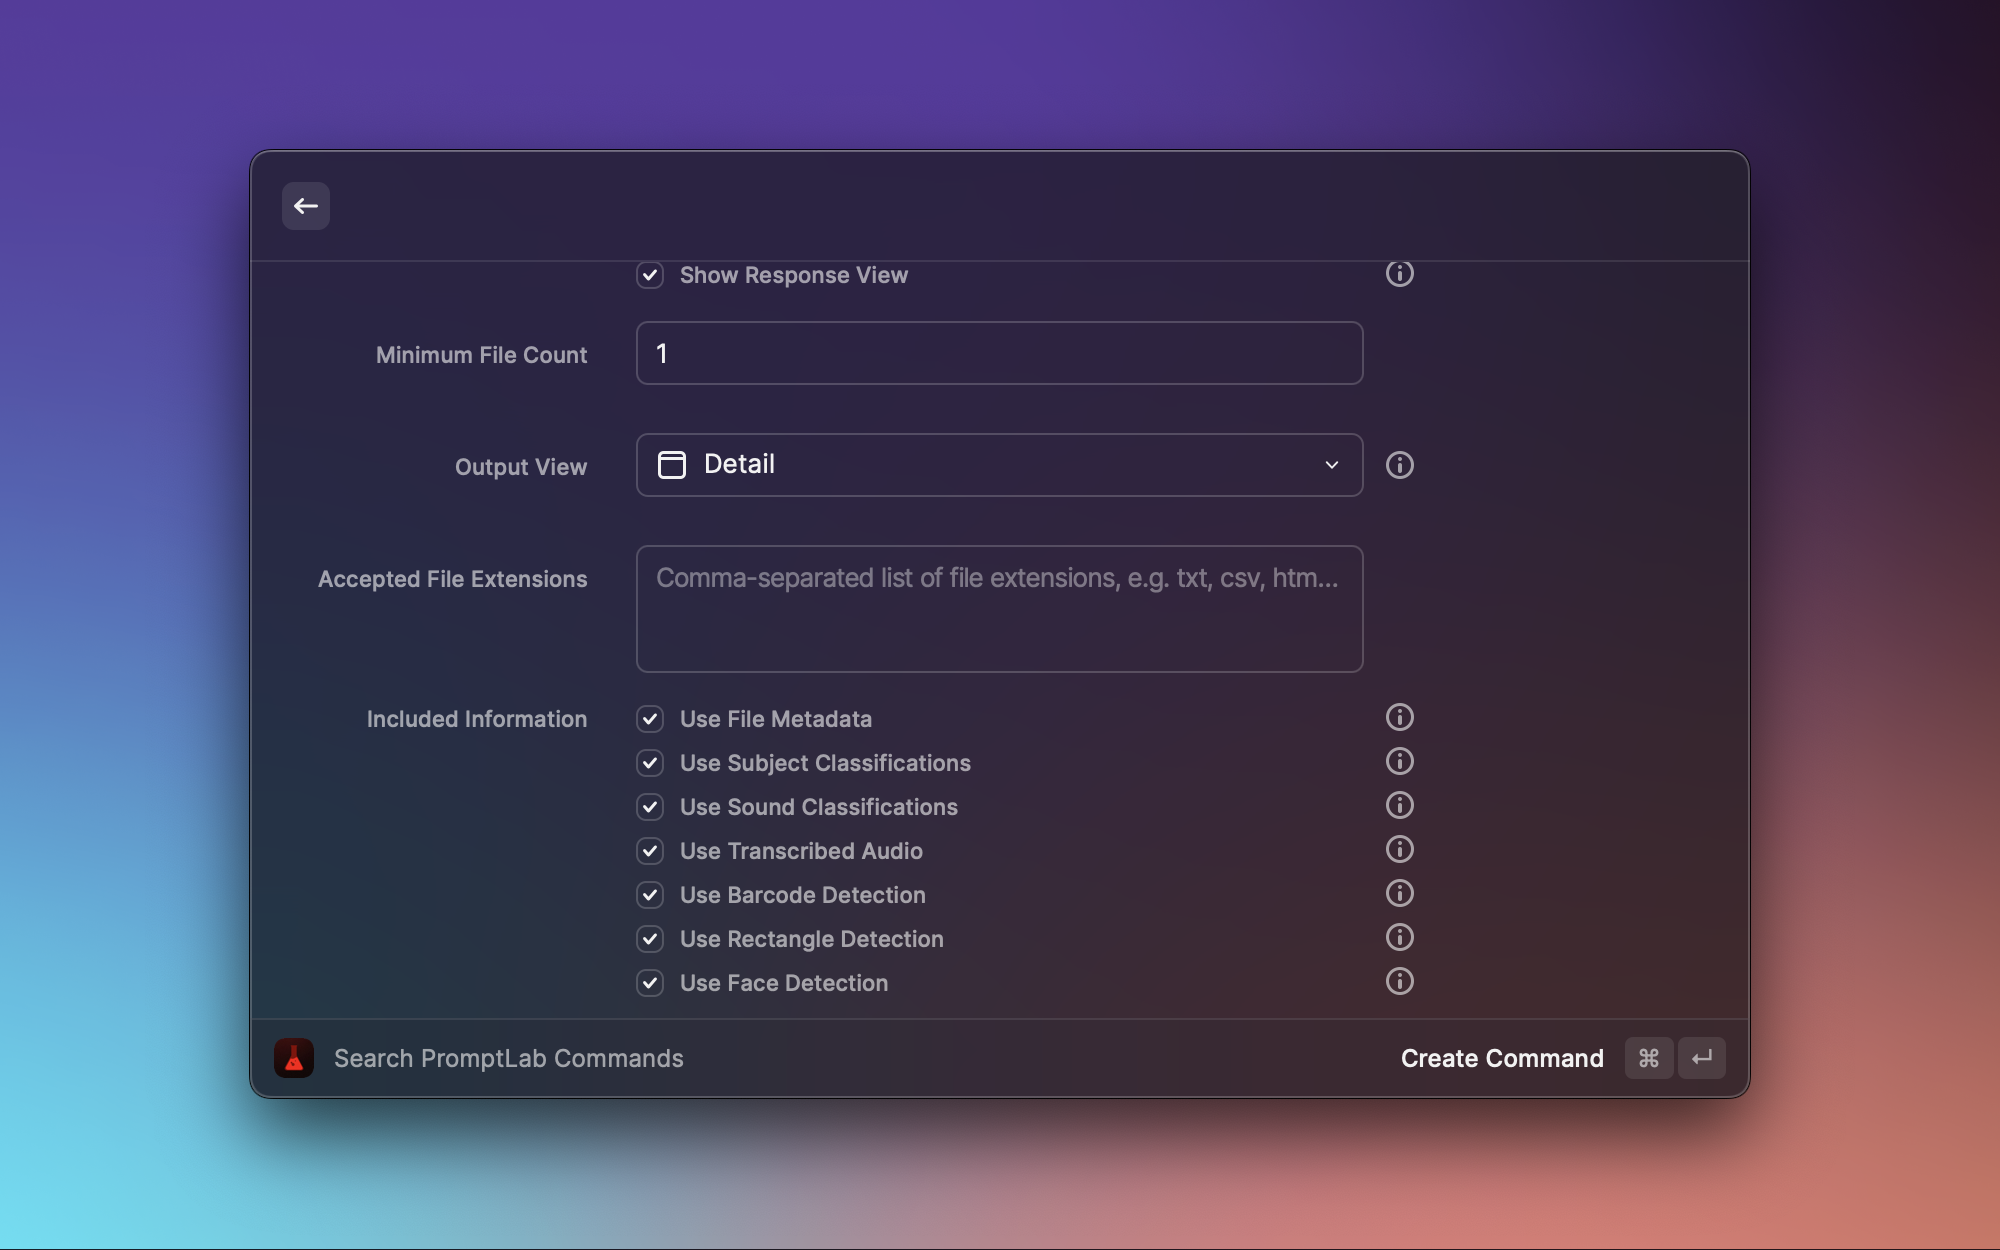 Show Response View
Minimum File Count
1
Output View
Detail
Accepted File Extensions
Comma-separated list of file extensions, e.g. txt, csv, htm...
Included Information
Use File Metadata
Use Subject Classifications
Use Sound Classifications
Use Transcribed Audio
Use Barcode Detection
Use Rectangle Detection
Use Face Detection
Search PromptLab Commands
Create Command ⌘ ↵